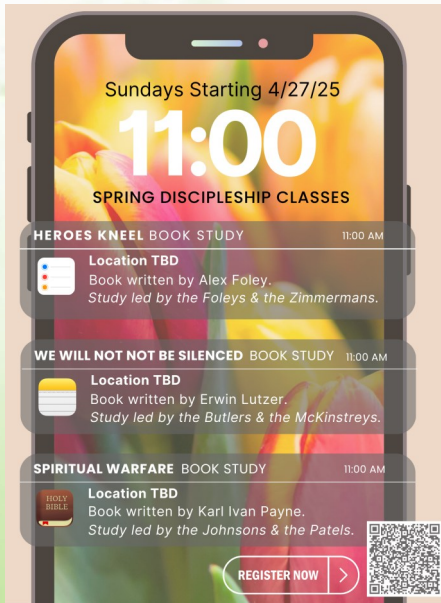 Sundays Starting 4/27/25
11:00
SPRING DISCIPLESHIP CLASSES
HEROES KNEEL BOOK STUDY 11:00 AM
Location TBD
Book written by Alex Foley.
Study led by the Foleys & the Zimmermans.
WE WILL NOT NOT BE SILENCED BOOK STUDY 11:00 AM
Location TBD
Book written by Erwin Lutzer.
Study led by the Butlers & the McKinstreys.
SPIRITUAL WARFARE BOOK STUDY 11:00 AM
HOLY
BIBLE
Location TBD
Book written by Karl Ivan Payne.
Study led by the Johnsons & the Patels.
REGISTER NOW